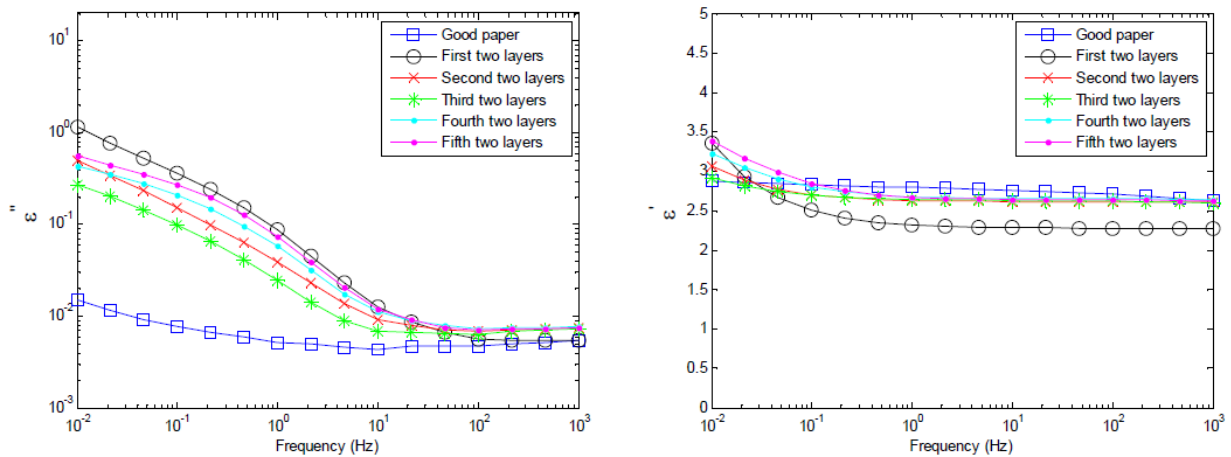 10^1
10^0
10^-1
10^-2
10^-3
ε''
10^-2 10^-1 10^0 10^1 10^2 10^3
Frequency (Hz)
Good paper
First two layers
Second two layers
Third two layers
Fourth two layers
Fifth two layers
5
4.5
4
3.5
3
2.5
2
1.5
1
0.5
0
ε'
10^-2 10^-1 10^0 10^1 10^2 10^3
Frequency (Hz)
Good paper
First two layers
Second two layers
Third two layers
Fourth two layers
Fifth two layers